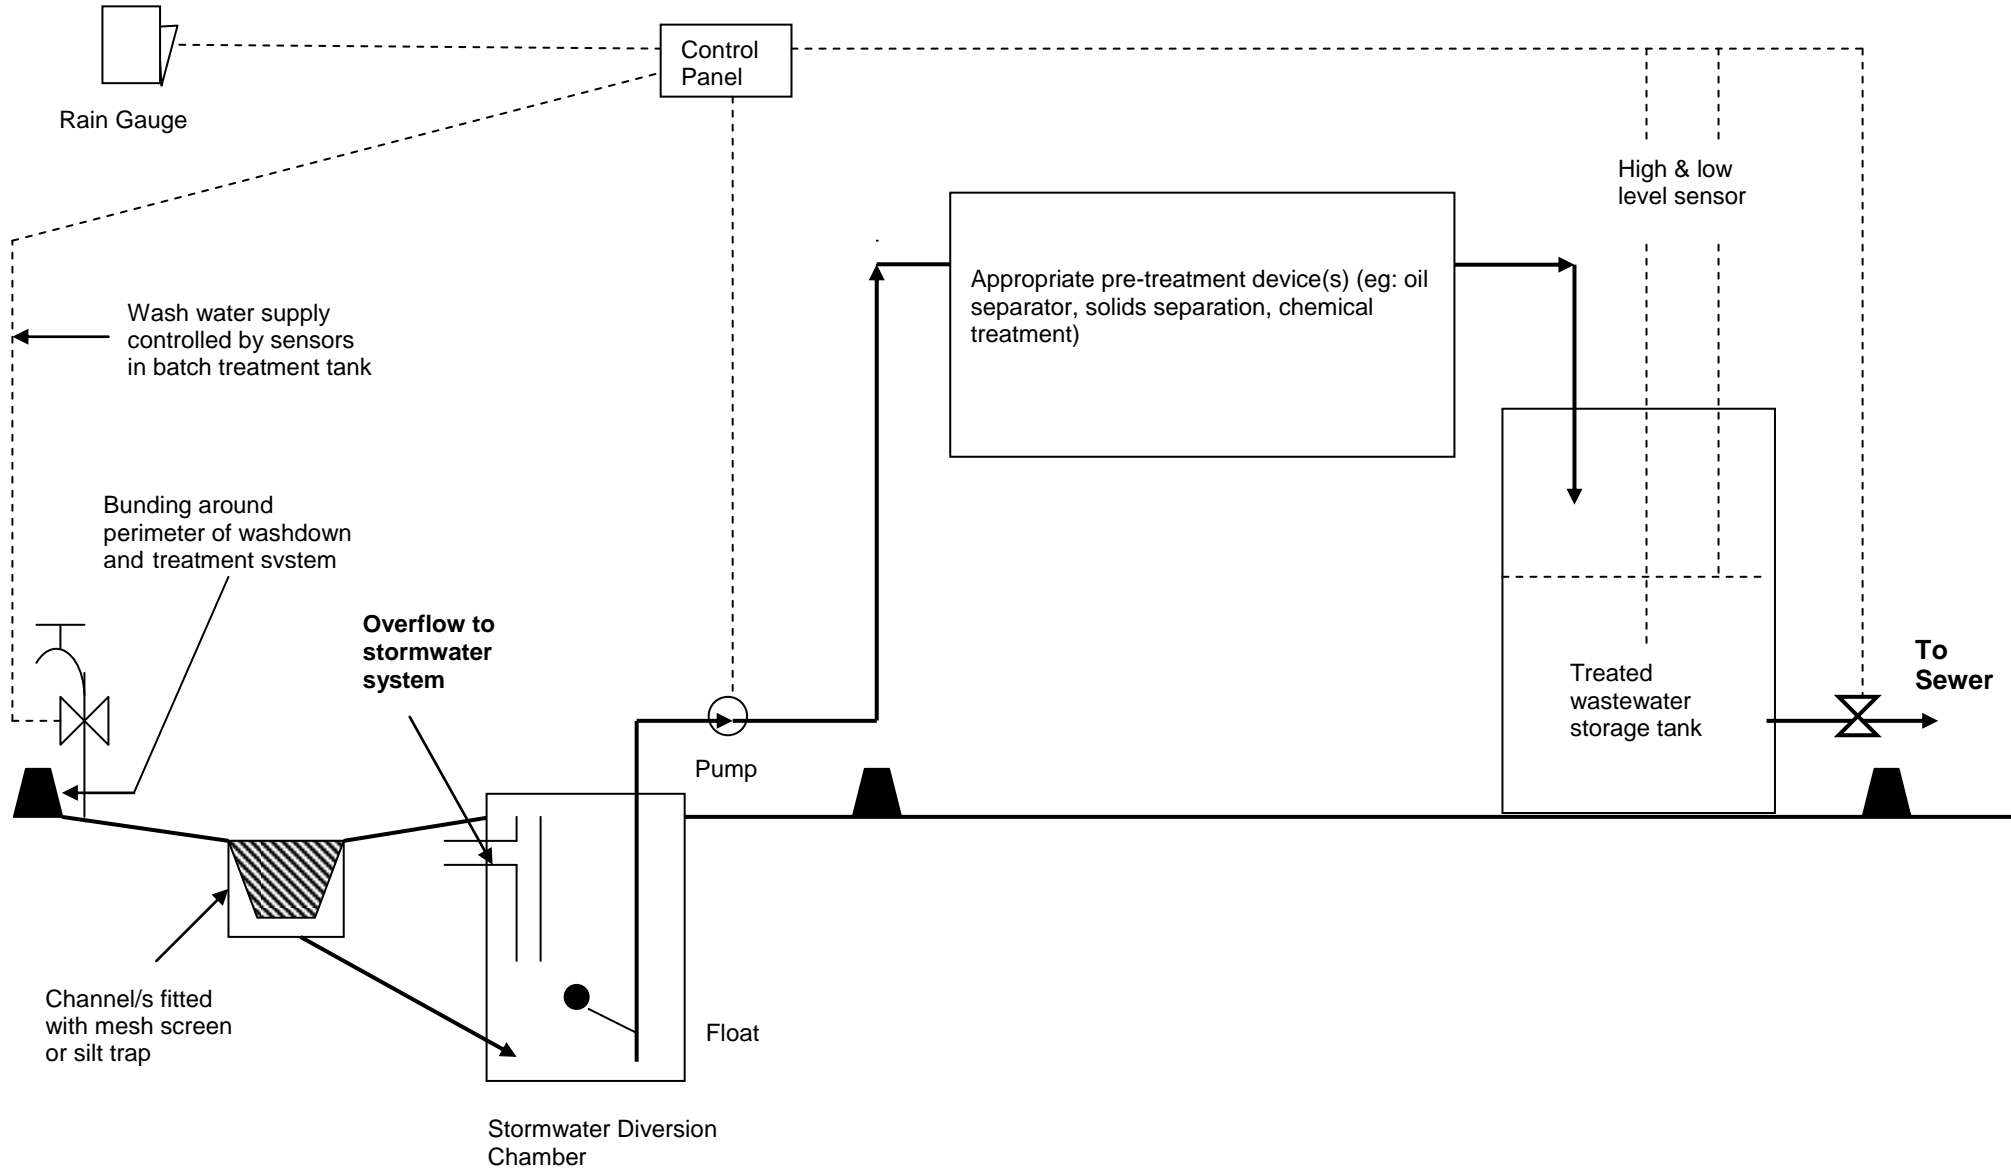 Control
Panel
Rain Gauge
High & low
level sensor
Appropriate pre-treatment device(s) (eg: oil
separator, solids separation, chemical
treatment)
Wash water supply
controlled by sensors
in batch treatment tank
Bunding around
perimeter of washdown
and treatment system
Overflow to
stormwater
system
To
Sewer
Treated
wastewater
storage tank
Pump
Channel/s fitted
with mesh screen
or silt trap
Float
Stormwater Diversion
Chamber